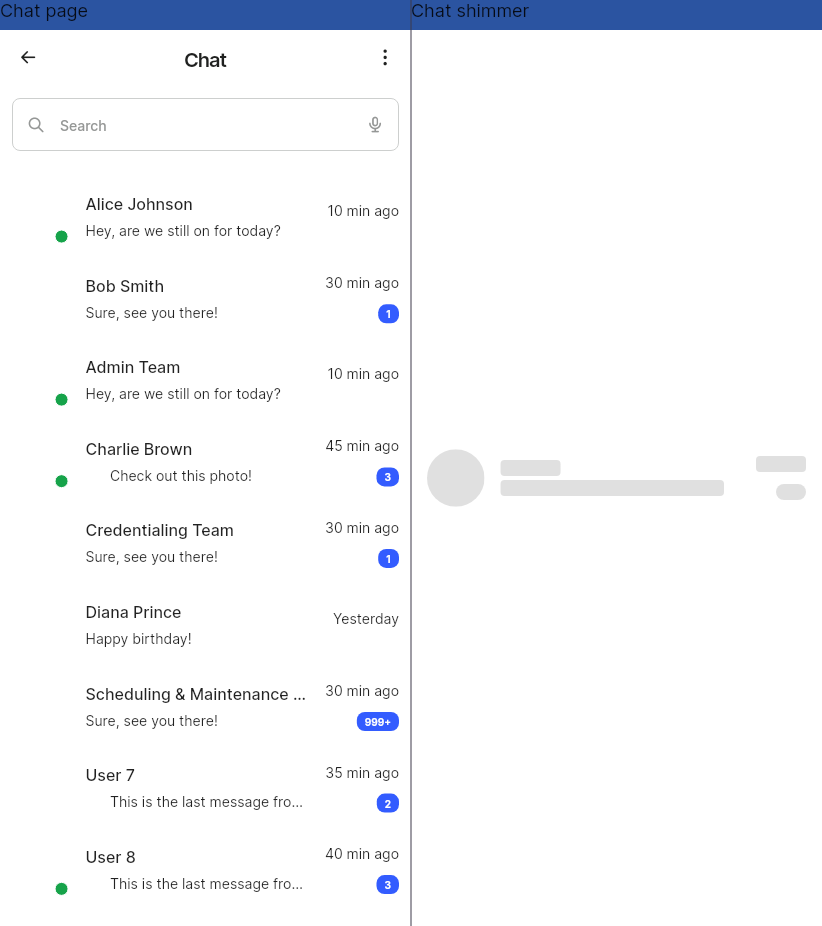 Chat page
Chat shimmer
Chat
Search
Alice Johnson
10 min ago
Hey, are we still on for today?
Bob Smith
30 min ago
Sure, see you there!
1
Admin Team
10 min ago
Hey, are we still on for today?
Charlie Brown
45 min ago
Check out this photo!
3
Credentialing Team
30 min ago
Sure, see you there!
1
Diana Prince
Yesterday
Happy birthday!
Scheduling & Maintenance ...
30 min ago
Sure, see you there!
999+
User 7
35 min ago
This is the last message fro...
2
User 8
40 min ago
This is the last message fro...
3